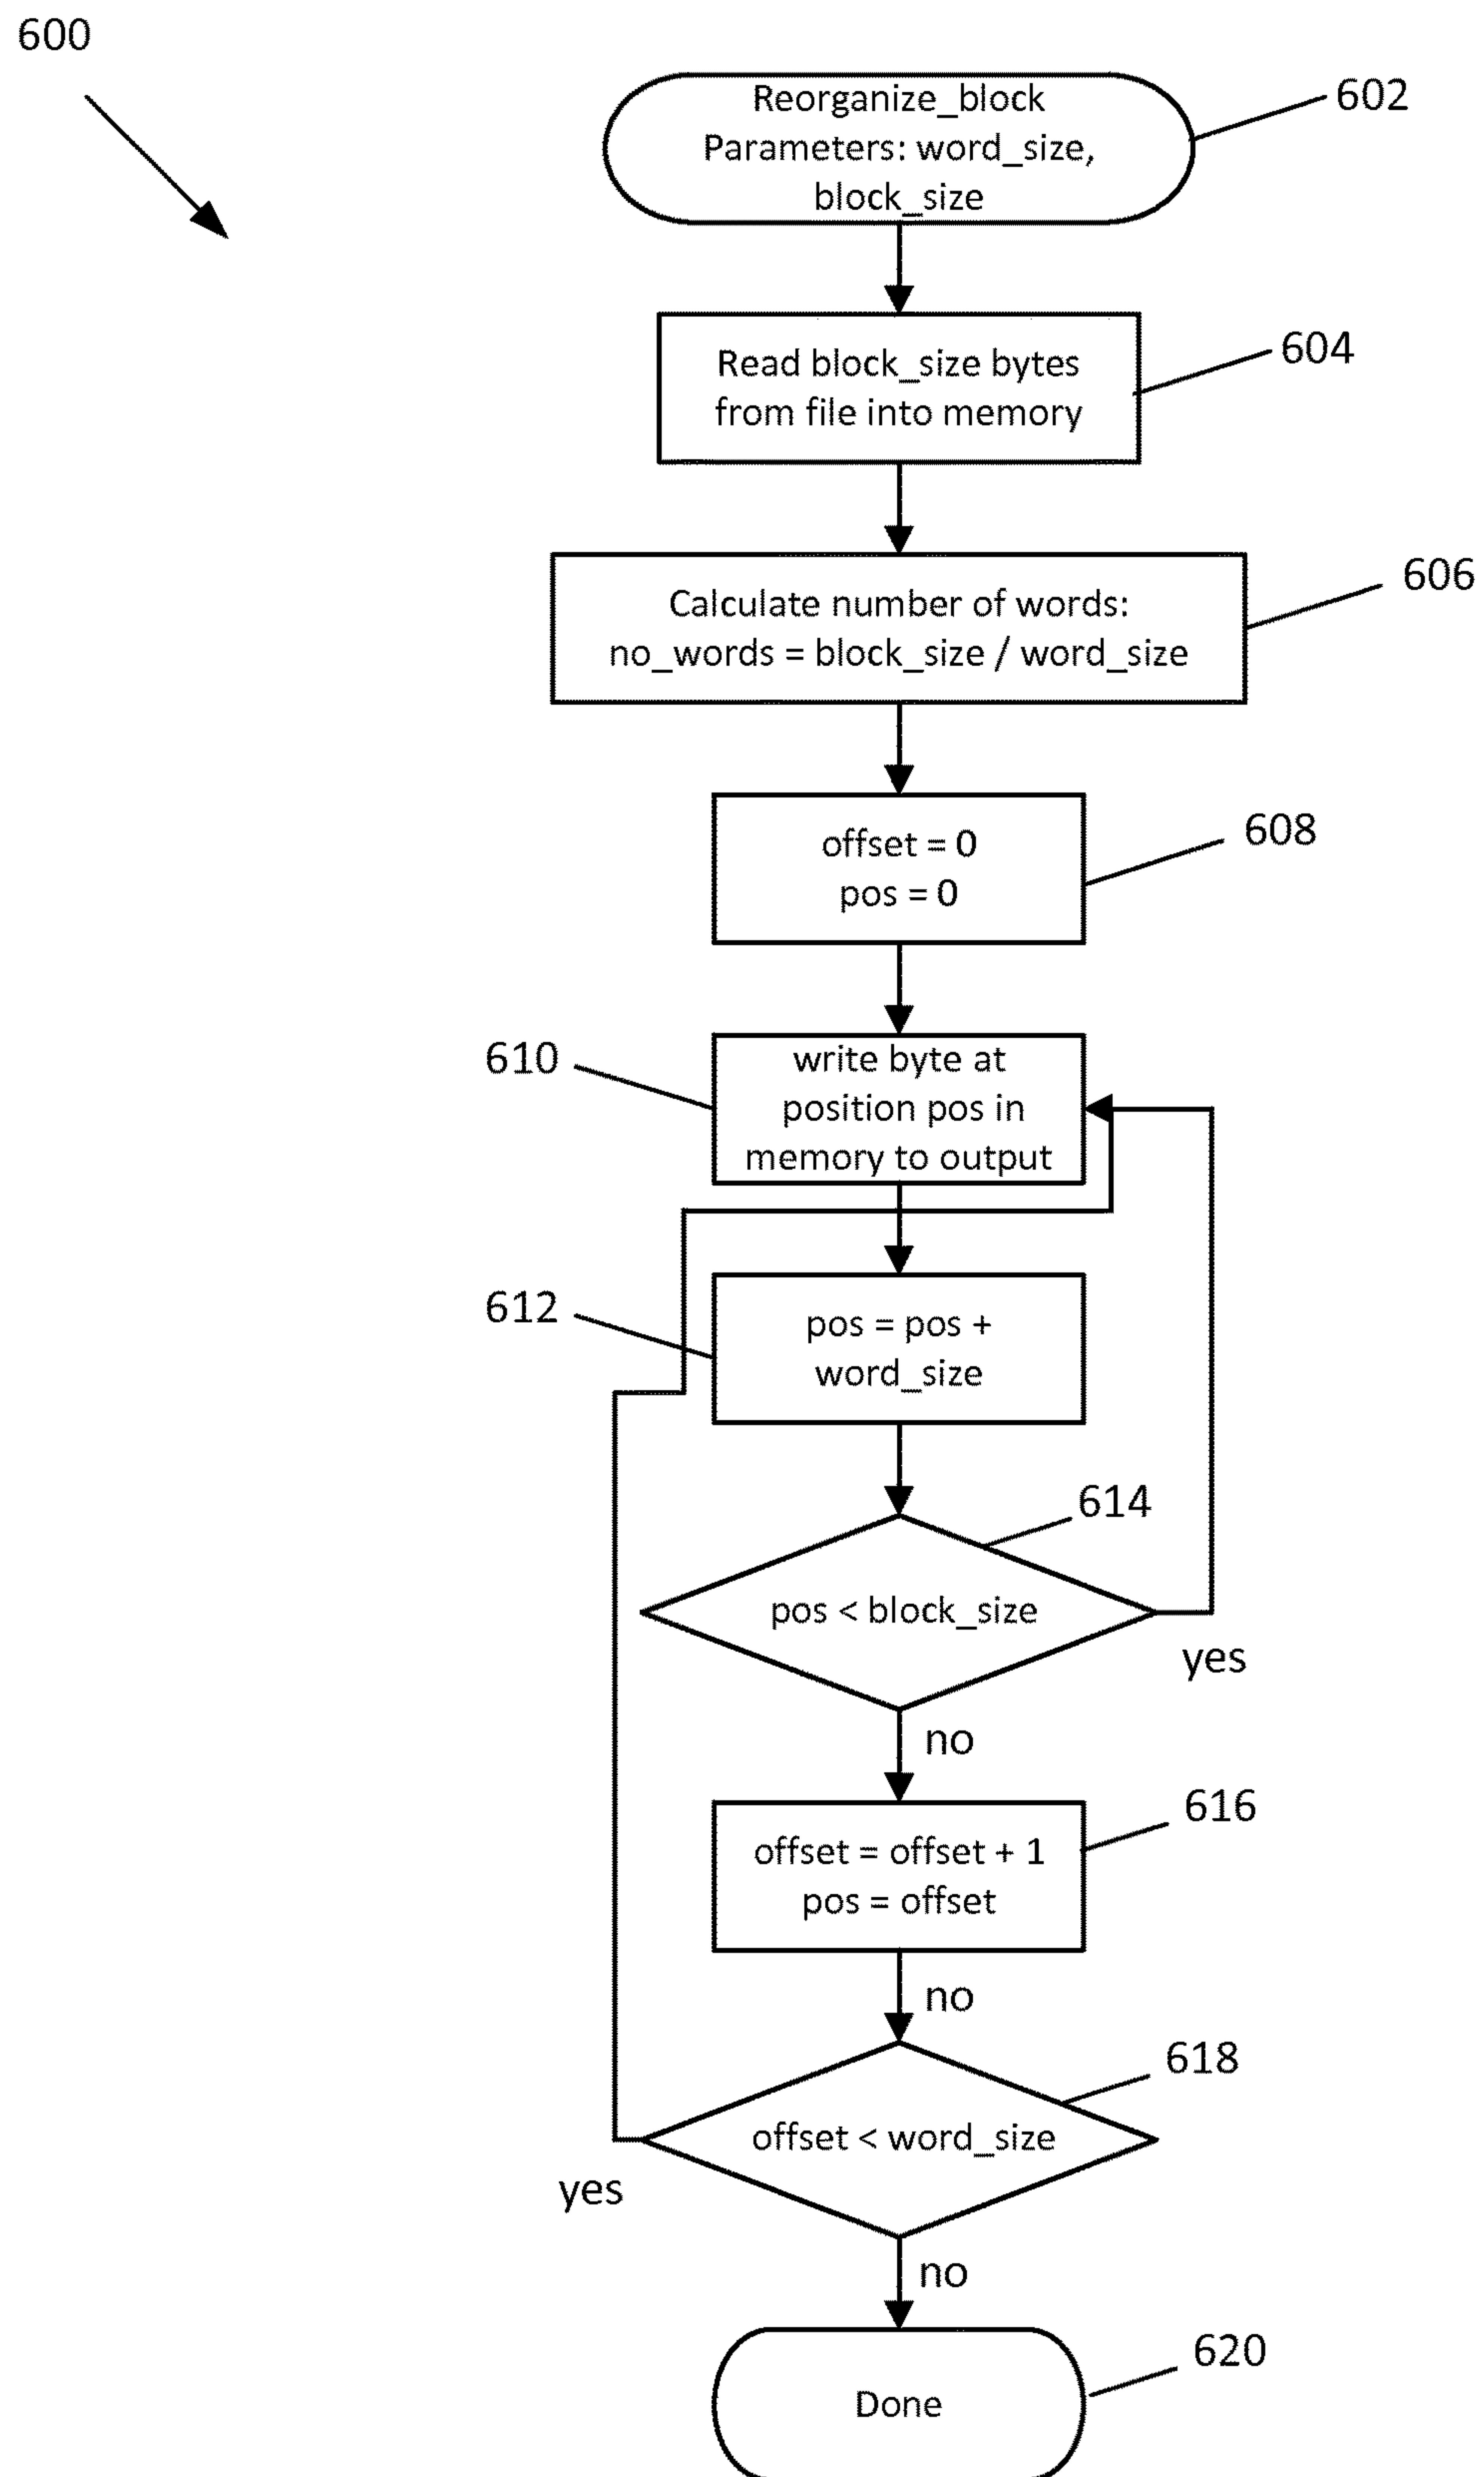 600
Reorganize_block
Parameters: word_size,
block_size
602
Read block_size bytes
from file into memory
604
Calculate number of words:
no_words = block_size / word_size
606
offset = 0
pos = 0
608
610
write byte at
position pos in
memory to output
612
pos = pos +
word_size
614
pos < block_size
yes
no
616
offset = offset + 1
pos = offset
no
618
offset < word_size
yes
no
620
Done